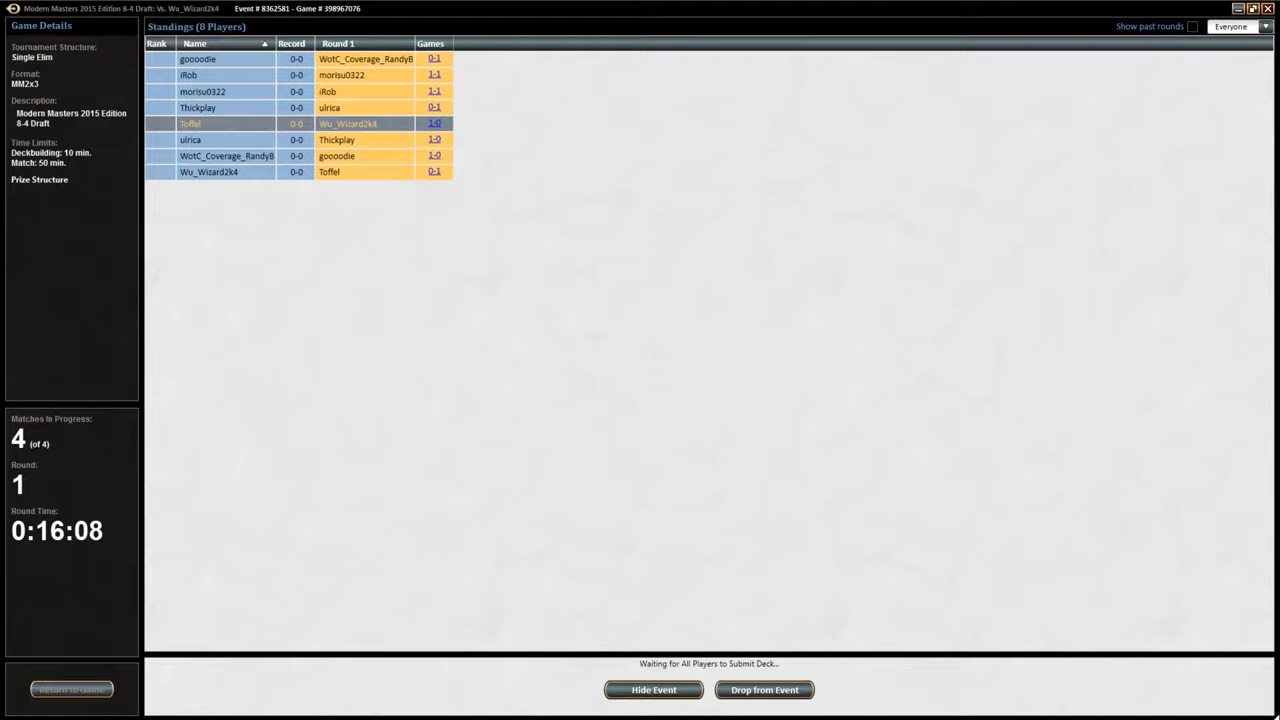 Modern Masters 2015 Edition 8-4 Draft: Vs. Wu_Wizard2k4 Event # 8362581 - Game # 398967076
Game Details
Tournament Structure:
Single Elim
Format:
MM2x3
Description:
Modern Masters 2015 Edition
8-4 Draft
Time Limits:
Deckbuilding: 10 min.
Match: 50 min.
Prize Structure
Standings (8 Players) Show past rounds Everyone
Rank Name Record Round 1 Games
goooodie 0-0 WotC_Coverage_RandyB 0-1
iRob 0-0 morisu0322 1-1
morisu0322 0-0 iRob 1-1
Thickplay 0-0 ulrica 0-1
Toffel 0-0 Wu_Wizard2k4 1-0
ulrica 0-0 Thickplay 1-0
WotC_Coverage_RandyB 0-0 goooodie 1-0
Wu_Wizard2k4 0-0 Toffel 0-1
Matches In Progress:
4 (of 4)
Round:
1
Round Time:
0:16:08
Return to Game
Waiting for All Players to Submit Deck...
Hide Event Drop from Event